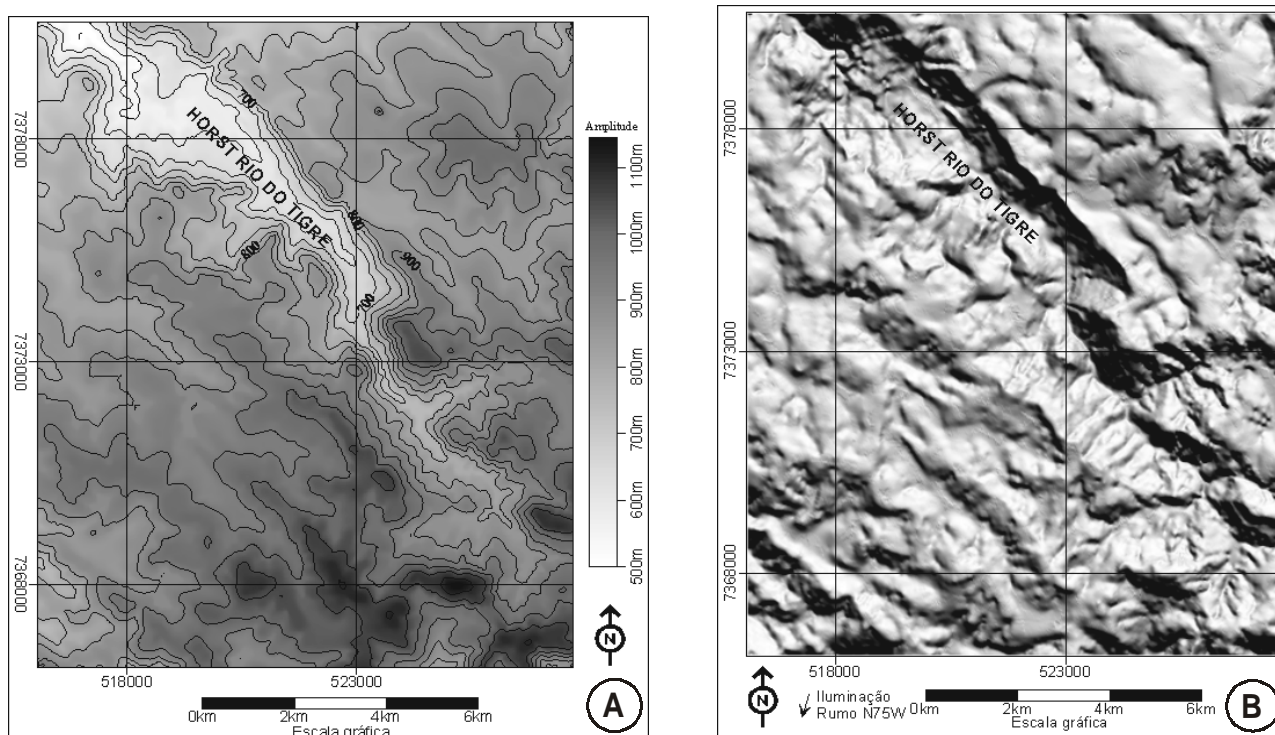 HORST RIO DO TIGRE
700
800
900
800
700
7378000
7373000
7368000
518000
523000
Amplitude
1100m
1000m
900m
800m
700m
600m
500m
N
0km
2km
4km
6km
Escala gráfica
A
HORST RIO DO TIGRE
7378000
7373000
7368000
518000
523000
N
Iluminação
Rumo N75W
0km
2km
4km
6km
Escala gráfica
B